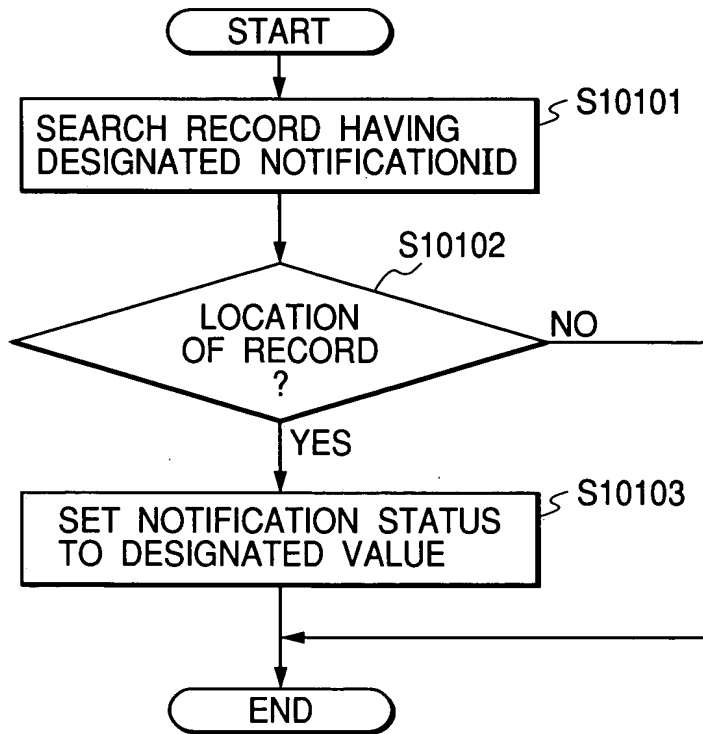 START
S10101
SEARCH RECORD HAVING
DESIGNATED NOTIFICATIONID
S10102
LOCATION
OF RECORD
?
NO
YES
S10103
SET NOTIFICATION STATUS
TO DESIGNATED VALUE
END